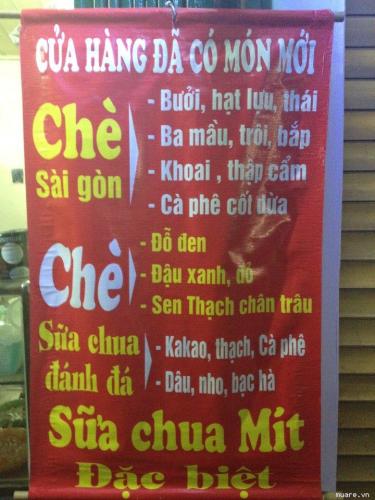 CỬA HÀNG ĐÃ CÓ MÓN MỚI
Chè Sài gòn
- Bưởi, hạt lưu, thái
- Ba mầu, trôi, bắp
- Khoai , thập cẩm
- Cà phê cốt dừa
Chè
- Đỗ đen
- Đậu xanh, đỏ
- Sen Thạch chân trâu
Sữa chua đánh đá
- Kakao, thạch, Cà phê
- Dâu, nho, bạc hà
Sữa chua Mít
Đặc biệt
muare.vn